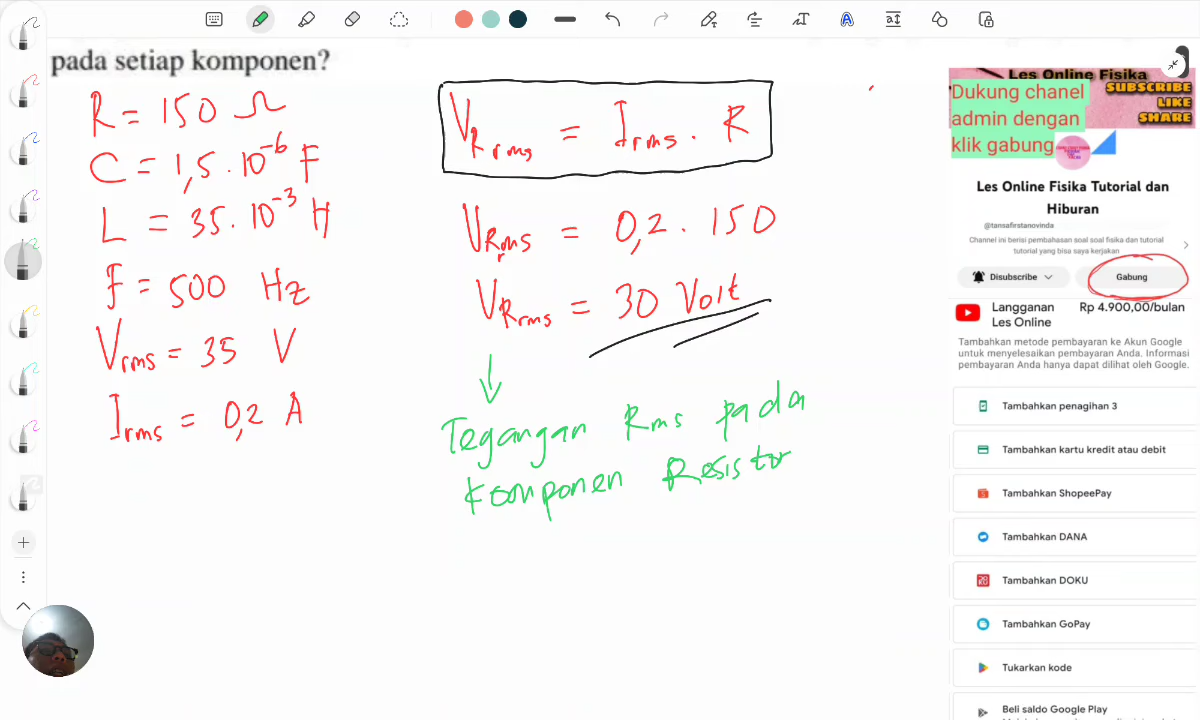 pada setiap komponen?
R = 150 Ω
C = 1,5 . 10⁻⁶ F
L = 35 . 10⁻³ H
F = 500 Hz
Vrms = 35 V
Irms = 0,2 A
VRrms = Irms . R
VRrms = 0,2 . 150
VRrms = 30 Volt
↓
Tegangan Rms pada
Komponen Resistor
Les Online Fisika
SUBSCRIBE
LIKE
SHARE
Dukung chanel
admin dengan
klik gabung
Les Online Fisika Tutorial dan
Hiburan
@tansafirstanovinda
Channel ini berisi pembahasan soal soal fisika dan tutorial
tutorial yang bisa saya kerjakan
Disubscribe
Gabung
Langganan
Les Online
Rp 4.900,00/bulan
Tambahkan metode pembayaran ke Akun Google
untuk menyelesaikan pembayaran Anda. Informasi
pembayaran Anda hanya dapat dilihat oleh Google.
Tambahkan penagihan 3
Tambahkan kartu kredit atau debit
Tambahkan ShopeePay
Tambahkan DANA
Tambahkan DOKU
Tambahkan GoPay
Tukarkan kode
Beli saldo Google Play